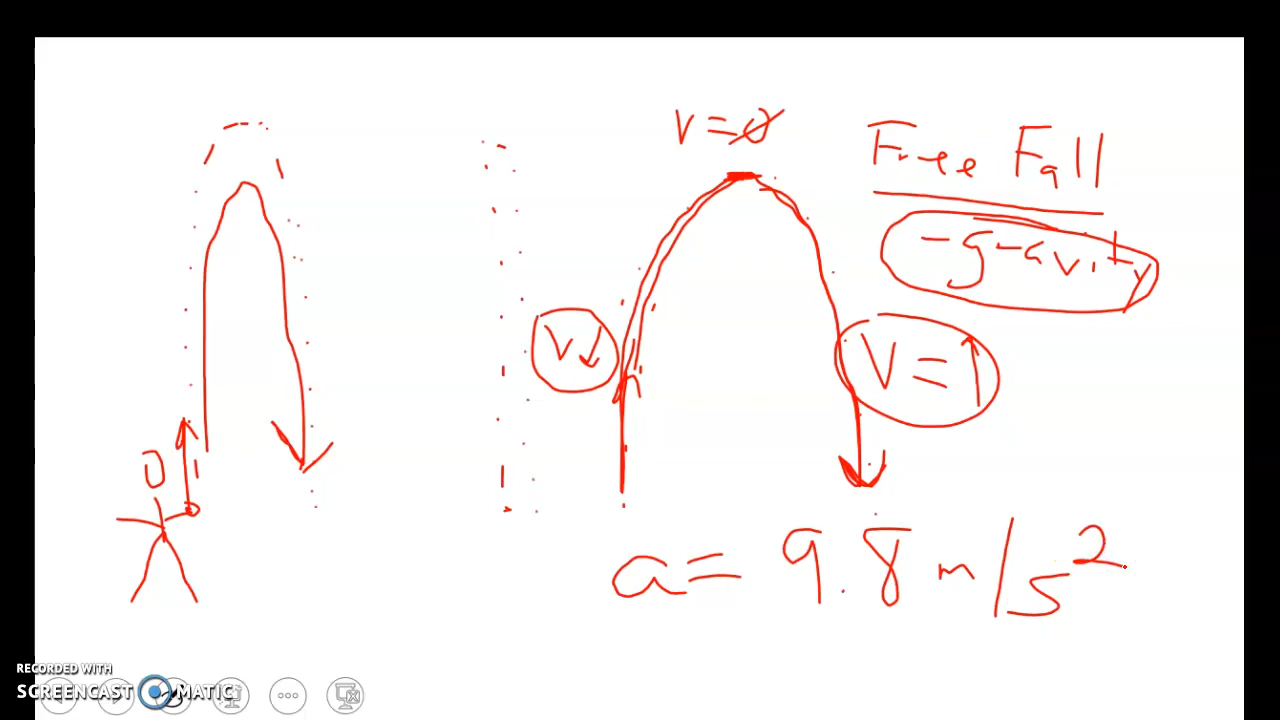 v=0
Free Fall
-gravity
V↓
V=↑
a= 9.8 m/s²
RECORDED WITH
SCREENCAST MATIC